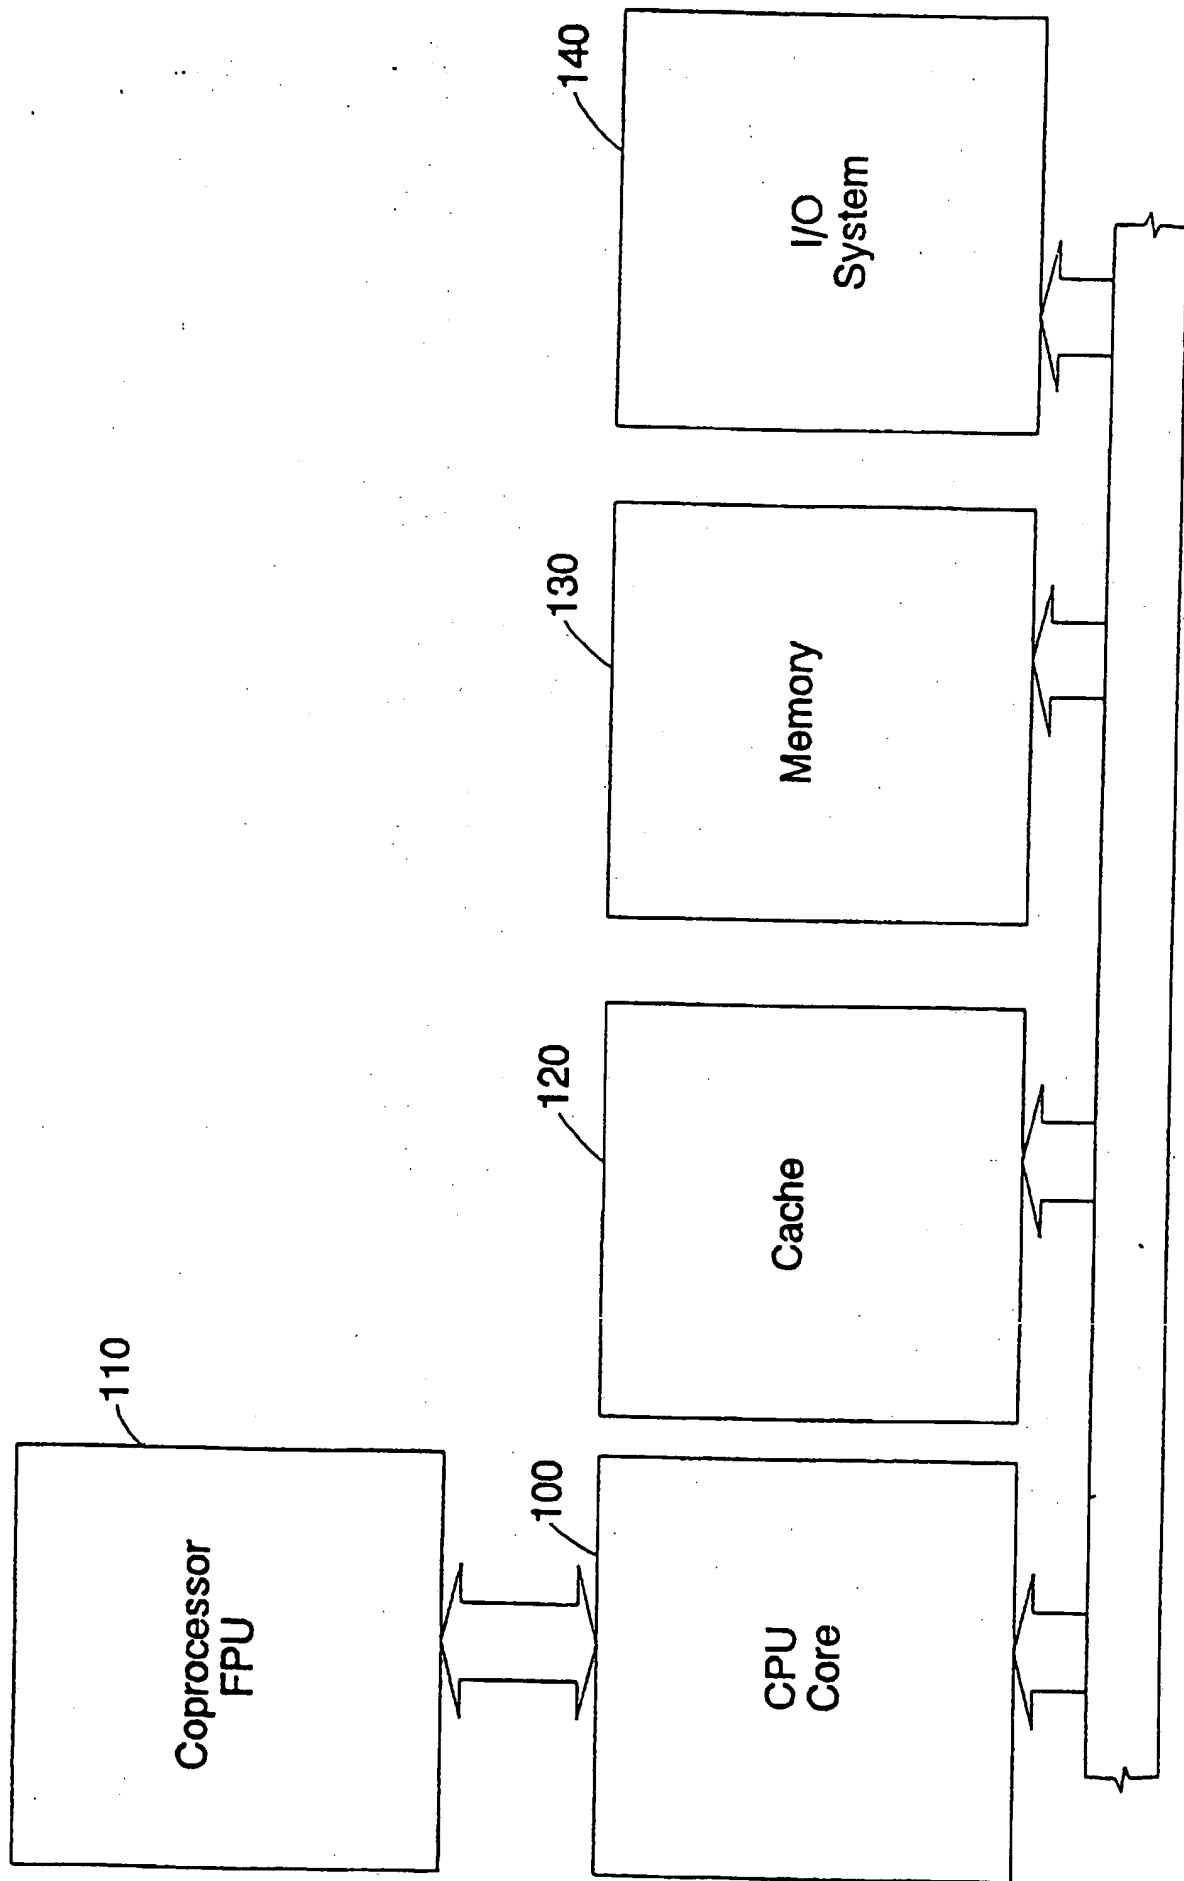 110
Coprocessor
FPU
100
CPU
Core
120
Cache
130
Memory
140
I/O
System